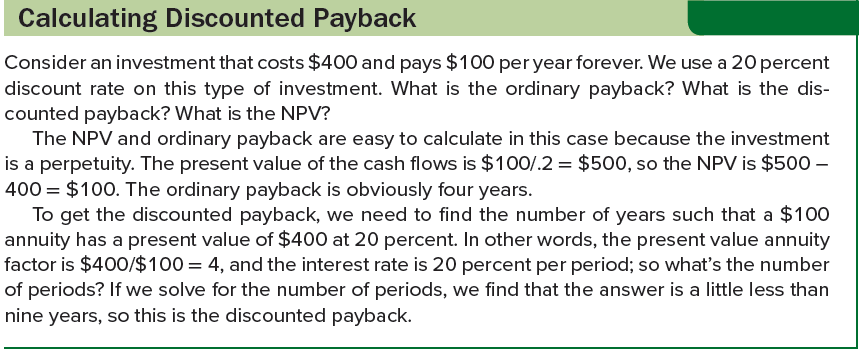 Calculating Discounted Payback
Consider an investment that costs $400 and pays $100 per year forever. We use a 20 percent
discount rate on this type of investment. What is the ordinary payback? What is the dis-
counted payback? What is the NPV?
The NPV and ordinary payback are easy to calculate in this case because the investment
is a perpetuity. The present value of the cash flows is $100/.2 = $500, so the NPV is $500 –
400 = $100. The ordinary payback is obviously four years.
To get the discounted payback, we need to find the number of years such that a $100
annuity has a present value of $400 at 20 percent. In other words, the present value annuity
factor is $400/$100 = 4, and the interest rate is 20 percent per period; so what’s the number
of periods? If we solve for the number of periods, we find that the answer is a little less than
nine years, so this is the discounted payback.